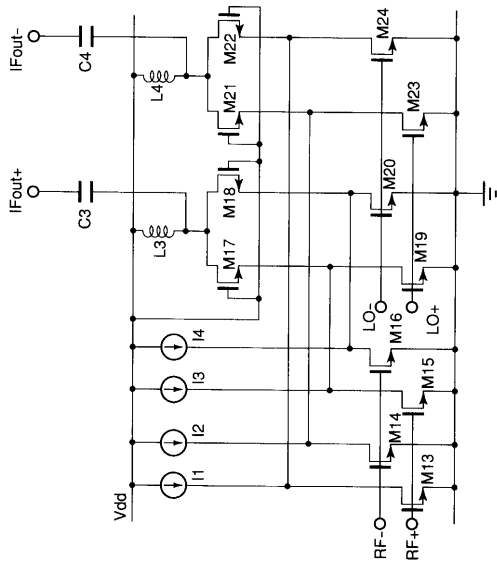 IFout-
C4
L4
M22
M21
M24
M23
IFout+
C3
L3
M18
M17
M20
M19
LO-
LO+
Vdd
I4
I3
I2
I1
M16
M15
M14
M13
RF-
RF+